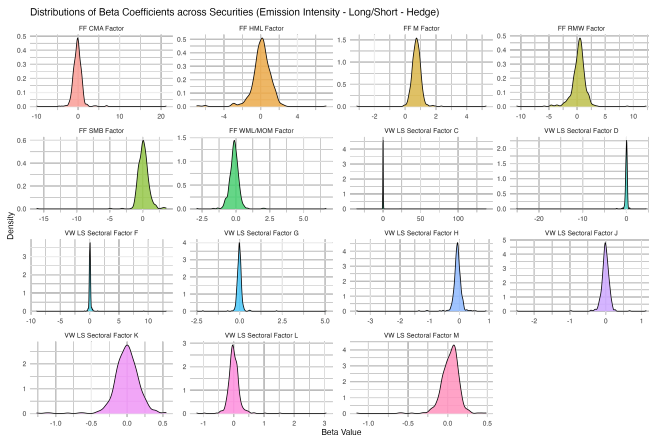 Distributions of Beta Coefficients across Securities (Emission Intensity - Long/Short - Hedge)
FF CMA Factor
FF HML Factor
FF M Factor
FF RMW Factor
0.5
0.4
0.3
0.2
0.1
0.0
-10 0 10 20
0.5
0.4
0.3
0.2
0.1
0.0
-4 0 4
1.5
1.0
0.5
0.0
-2 0 2 4
0.5
0.4
0.3
0.2
0.1
0.0
-10 -5 0 5 10
FF SMB Factor
FF WML/MOM Factor
VW LS Sectoral Factor C
VW LS Sectoral Factor D
0.6
0.4
0.2
0.0
-15 -10 -5 0
1.5
1.0
0.5
0.0
-2.5 0.0 2.5 5.0
4
3
2
1
0
0 50 100
2.0
1.5
1.0
0.5
0.0
-20 -10 0
Density
VW LS Sectoral Factor F
VW LS Sectoral Factor G
VW LS Sectoral Factor H
VW LS Sectoral Factor J
3
2
1
0
-10 -5 0 5 10
4
3
2
1
0
-2.5 0.0 2.5 5.0
4
3
2
1
0
-3 -2 -1 0 1
5
4
3
2
1
0
-2 -1 0 1
VW LS Sectoral Factor K
VW LS Sectoral Factor L
VW LS Sectoral Factor M
2
1
0
-1.0 -0.5 0.0 0.5
3
2
1
0
-1 0 1 2 3
4
3
2
1
0
-1.0 -0.5 0.0 0.5
Beta Value